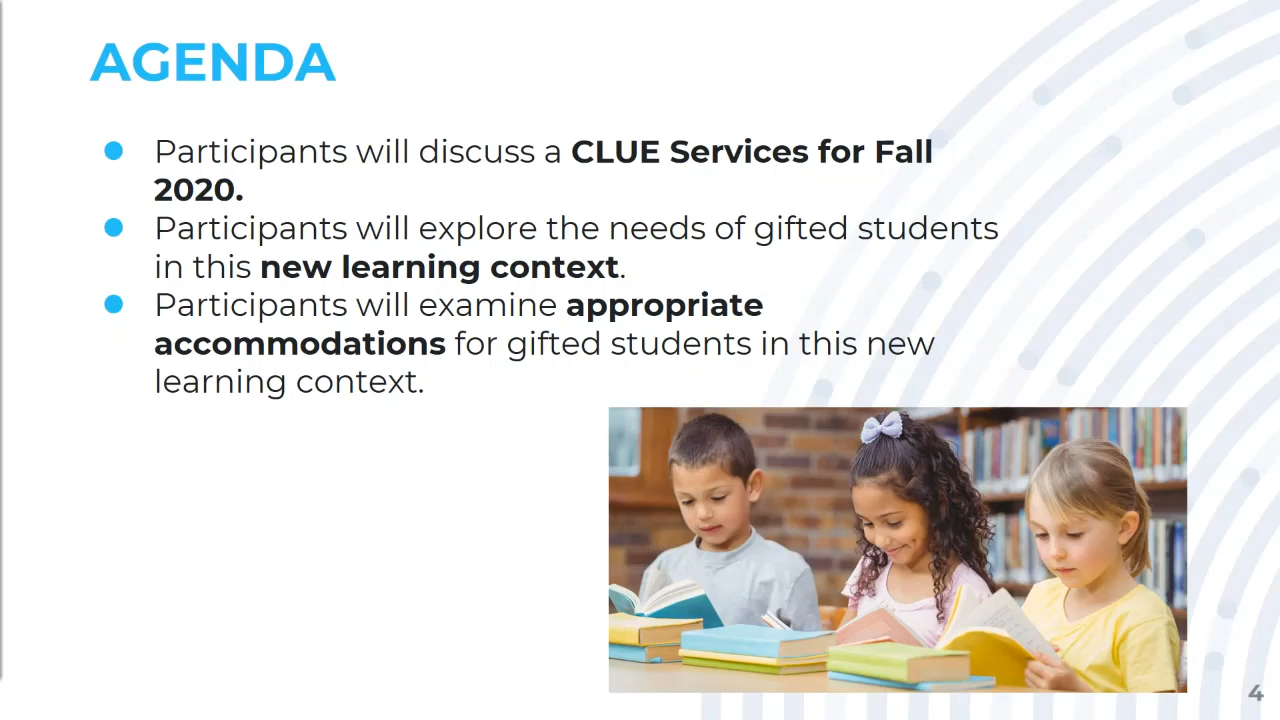 AGENDA
Participants will discuss a CLUE Services for Fall
2020.
Participants will explore the needs of gifted students
in this new learning context.
Participants will examine appropriate
accommodations for gifted students in this new
learning context.
4